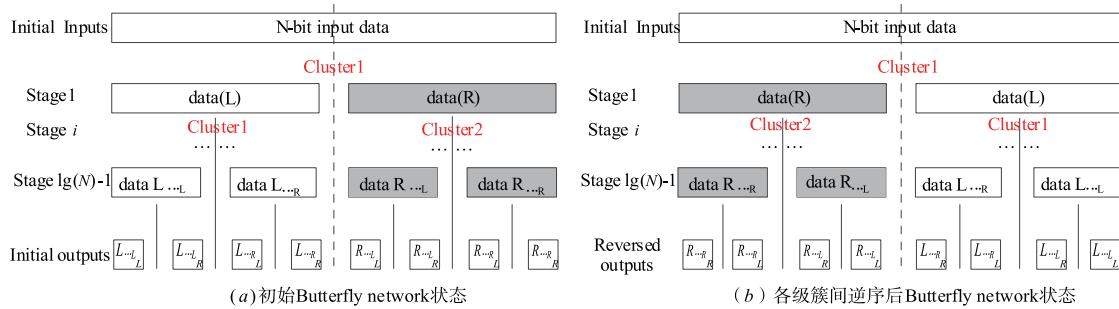 Initial Inputs N-bit input data
Cluster1
Stage1 data(L) data(R)
Stage i Cluster1 Cluster2
... ... ... ...
Stage lg(N)-1 data L...L data L...R data R...L data R...R
Initial outputs L...L L L...L R L...R L L...R R R...L L R...L R R...R L R...R R
(a)初始Butterfly network状态
Initial Inputs N-bit input data
Cluster1
Stage1 data(R) data(L)
Stage i Cluster2 Cluster1
... ... ... ...
Stage lg(N)-1 data R...R data R...L data L...R data L...L
Reversed
outputs R...R L R...R R R...L L R...L R L...R L L...R R L...L L L...L R
(b)各级簇间逆序后Butterfly network状态